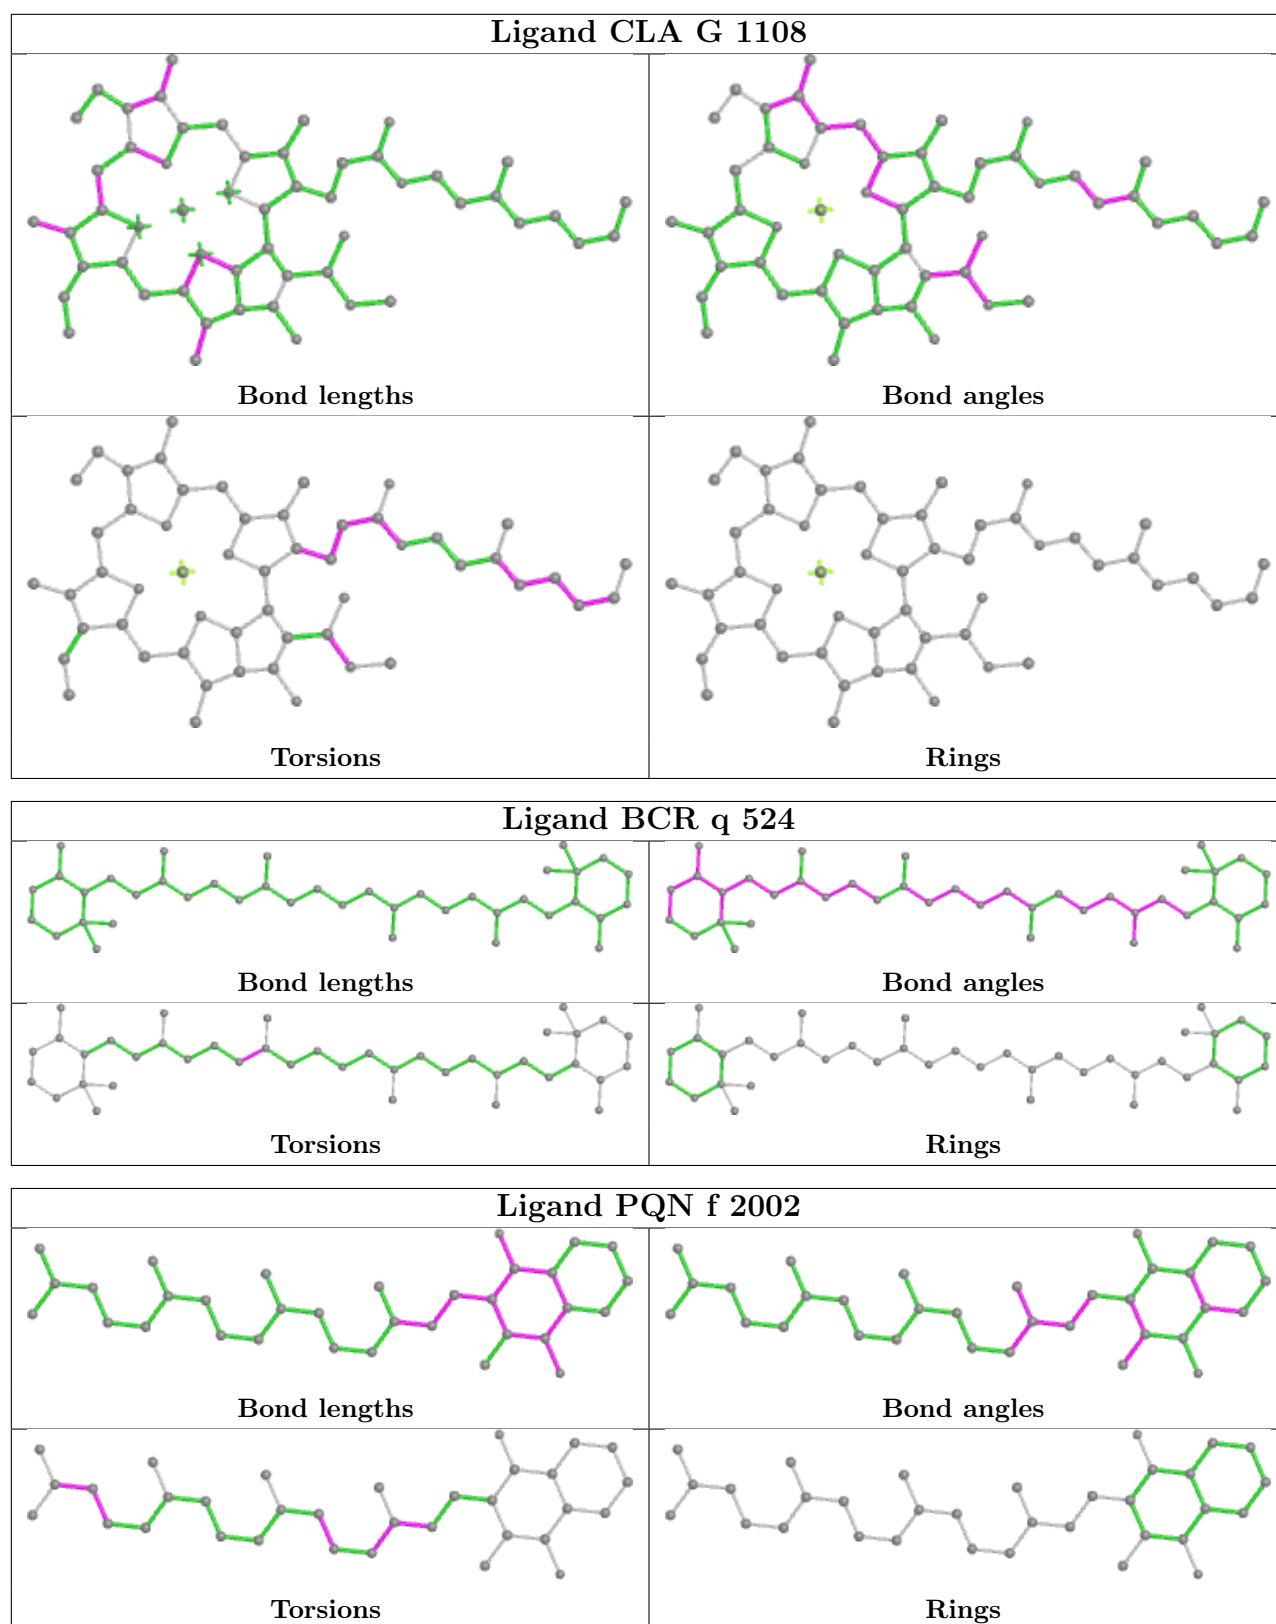 Ligand CLA G 1108
Bond lengths
Bond angles
Torsions
Rings
Ligand BCR q 524
Bond lengths
Bond angles
Torsions
Rings
Ligand PQN f 2002
Bond lengths
Bond angles
Torsions
Rings